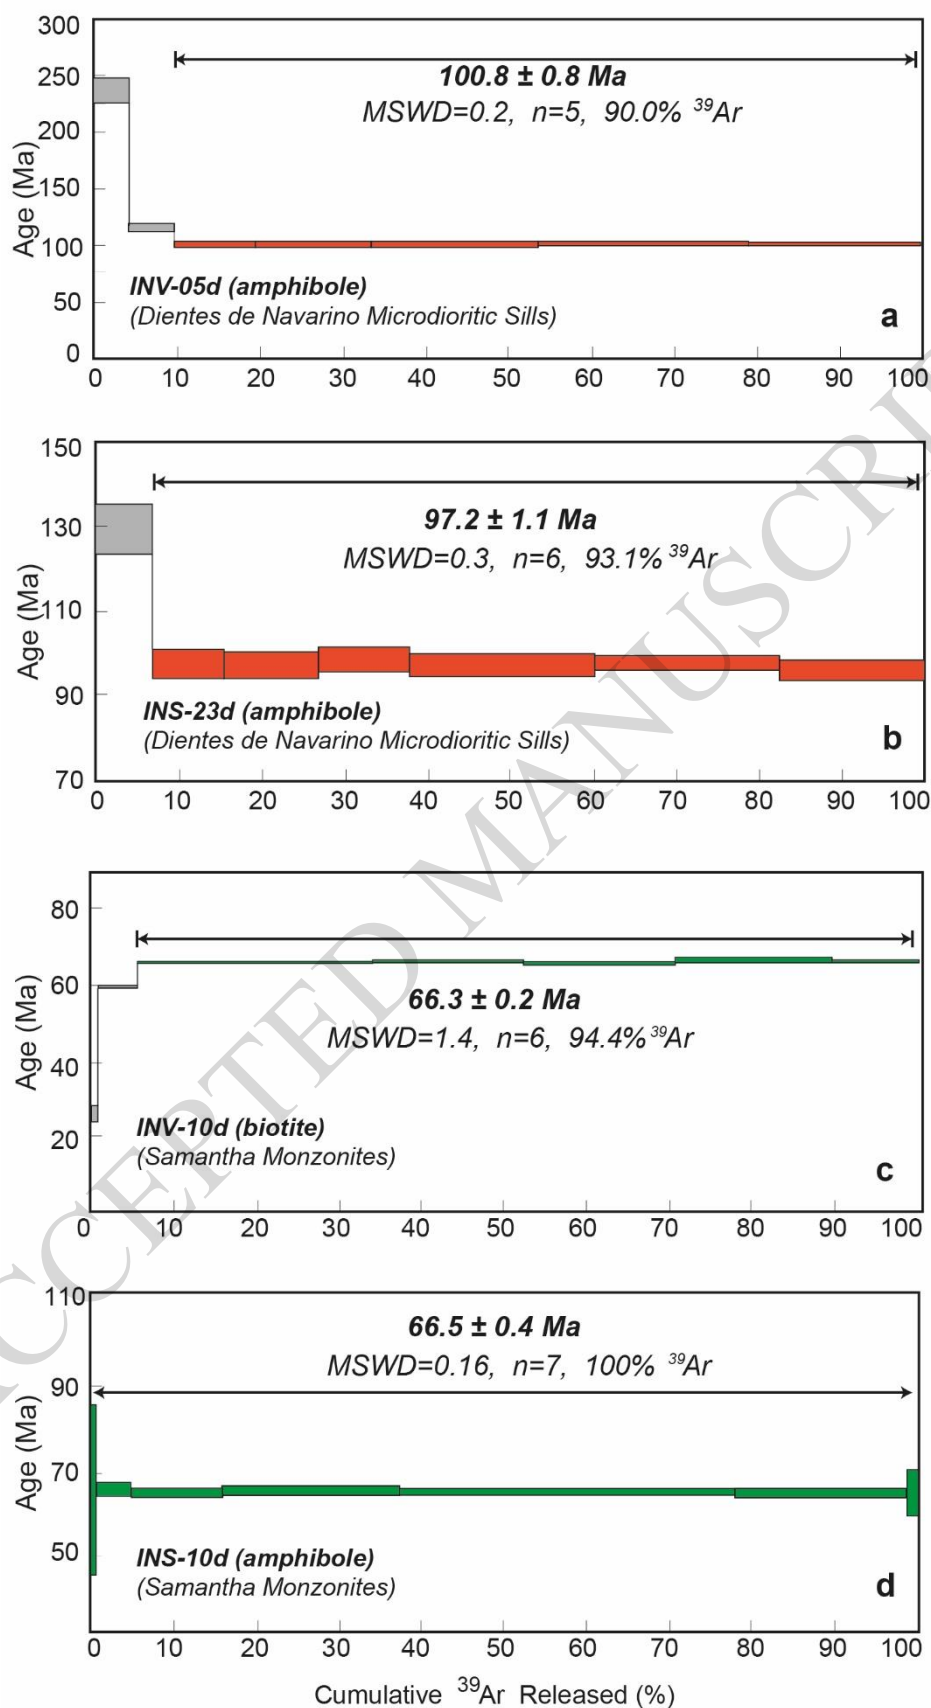 300
250
200
150
100
50
0
Age (Ma)
100.8 ± 0.8 Ma
MSWD=0.2, n=5, 90.0% ³⁹Ar
INV-05d (amphibole)
(Dientes de Navarino Microdioritic Sills)
a
0 10 20 30 40 50 60 70 80 90 100
150
130
110
90
70
Age (Ma)
97.2 ± 1.1 Ma
MSWD=0.3, n=6, 93.1% ³⁹Ar
INS-23d (amphibole)
(Dientes de Navarino Microdioritic Sills)
b
0 10 20 30 40 50 60 70 80 90 100
80
60
40
20
Age (Ma)
66.3 ± 0.2 Ma
MSWD=1.4, n=6, 94.4% ³⁹Ar
INV-10d (biotite)
(Samantha Monzonites)
c
0 10 20 30 40 50 60 70 80 90 100
110
90
70
50
Age (Ma)
66.5 ± 0.4 Ma
MSWD=0.16, n=7, 100% ³⁹Ar
INS-10d (amphibole)
(Samantha Monzonites)
d
0 10 20 30 40 50 60 70 80 90 100
Cumulative ³⁹Ar Released (%)
ACCEPTED MANUSCRIPT